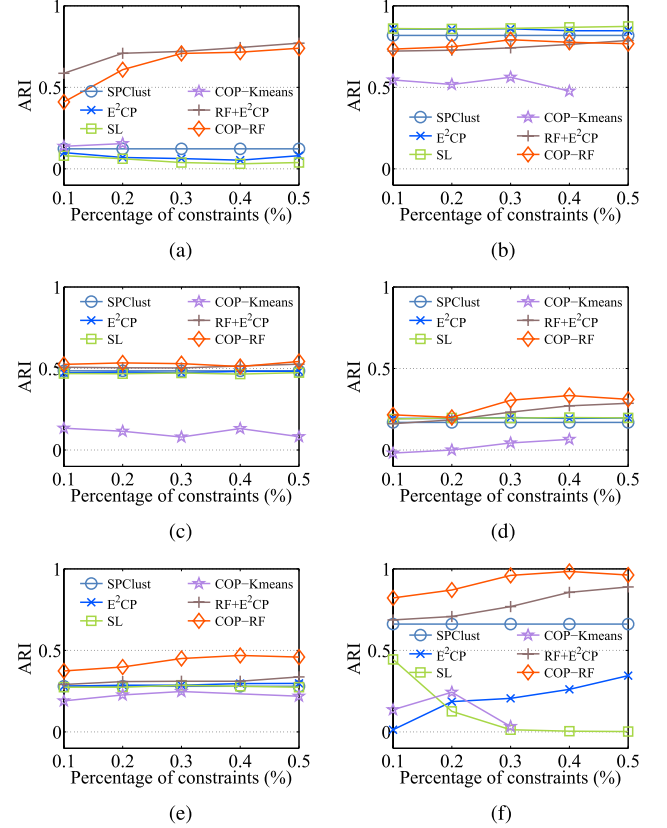 1
0.5
0
ARI
SPClust
E²CP
SL
COP−Kmeans
RF+E²CP
COP−RF
0.1 0.2 0.3 0.4 0.5
Percentage of constraints (%)
(a)
1
0.5
0
ARI
SPClust
E²CP
SL
COP−Kmeans
RF+E²CP
COP−RF
0.1 0.2 0.3 0.4 0.5
Percentage of constraints (%)
(b)
1
0.5
0
ARI
SPClust
E²CP
SL
COP−Kmeans
RF+E²CP
COP−RF
0.1 0.2 0.3 0.4 0.5
Percentage of constraints (%)
(c)
1
0.5
0
ARI
SPClust
E²CP
SL
COP−Kmeans
RF+E²CP
COP−RF
0.1 0.2 0.3 0.4 0.5
Percentage of constraints (%)
(d)
1
0.5
0
ARI
SPClust
E²CP
SL
COP−Kmeans
RF+E²CP
COP−RF
0.1 0.2 0.3 0.4 0.5
Percentage of constraints (%)
(e)
1
0.5
0
ARI
SPClust
E²CP
SL
COP−Kmeans
RF+E²CP
COP−RF
0.1 0.2 0.3 0.4 0.5
Percentage of constraints (%)
(f)